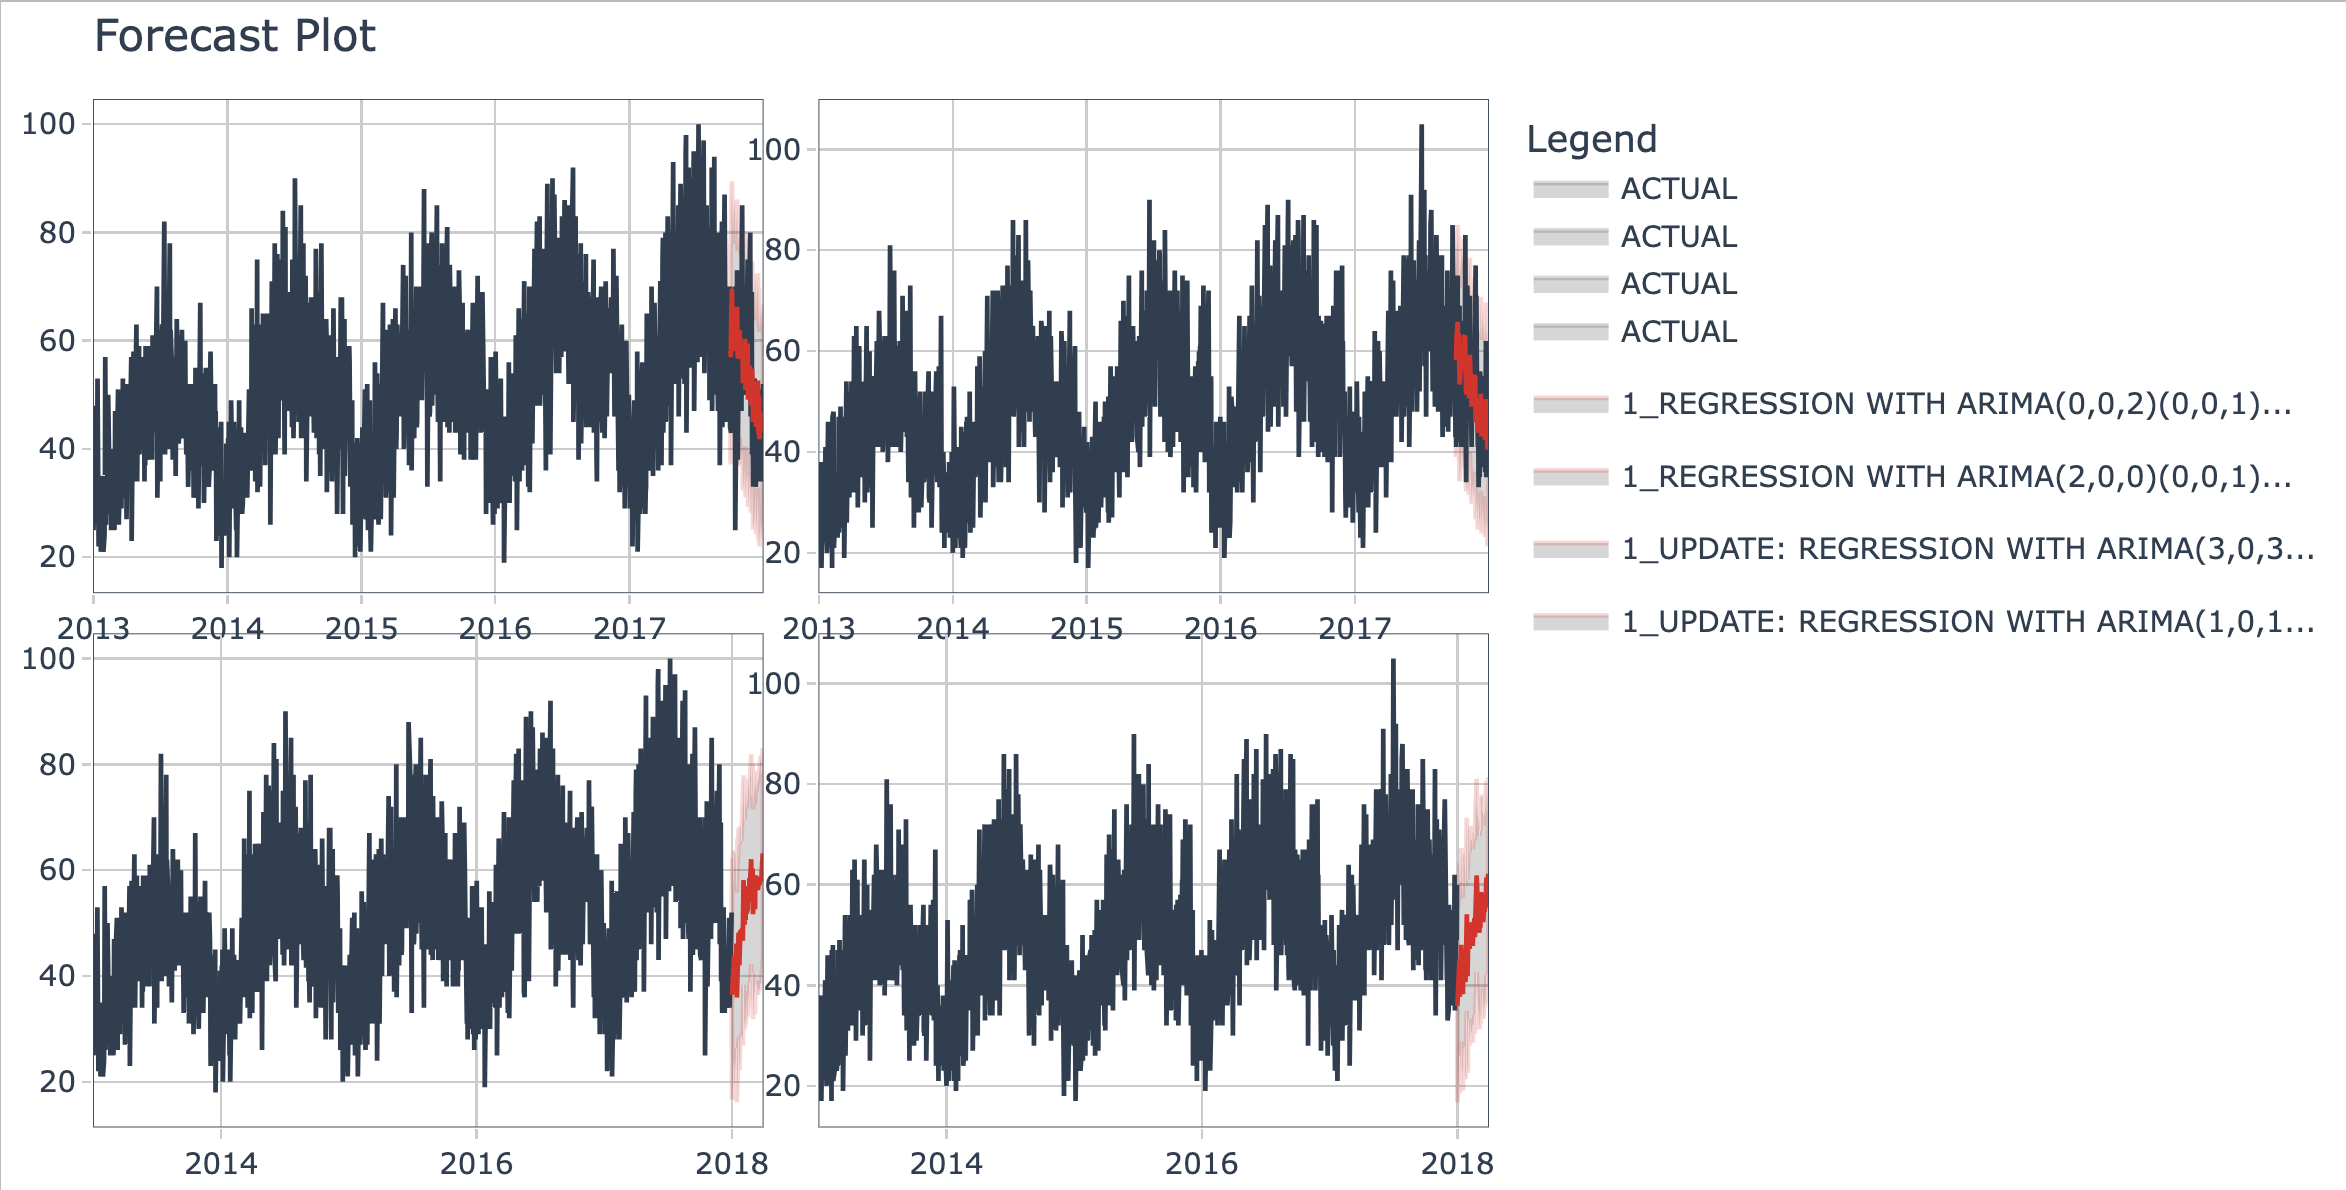 Forecast Plot
100
80
60
40
20
2013 2014 2015 2016 2017
100
80
60
40
20
2013 2014 2015 2016 2017
100
80
60
40
20
2014 2016 2018
100
80
60
40
20
2014 2016 2018
Legend
ACTUAL
ACTUAL
ACTUAL
ACTUAL
1_REGRESSION WITH ARIMA(0,0,2)(0,0,1)...
1_REGRESSION WITH ARIMA(2,0,0)(0,0,1)...
1_UPDATE: REGRESSION WITH ARIMA(3,0,3...
1_UPDATE: REGRESSION WITH ARIMA(1,0,1...